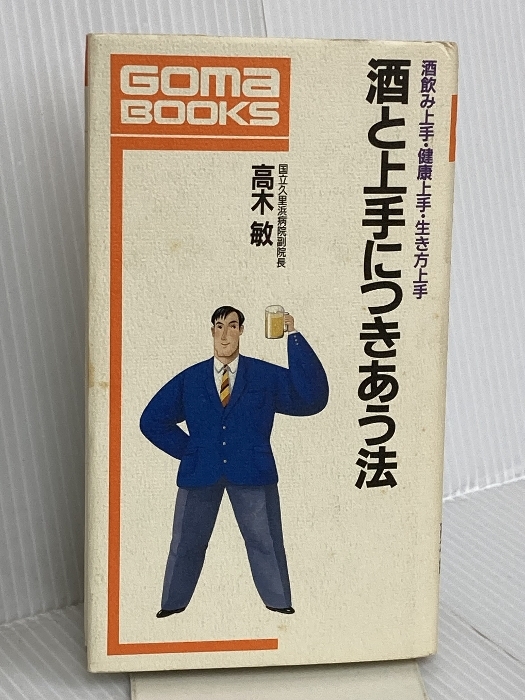 GOMA
BOOKS
酒飲み上手・健康上手・生き方上手
酒と上手につきあう法
国立久里浜病院副院長
高木 敏